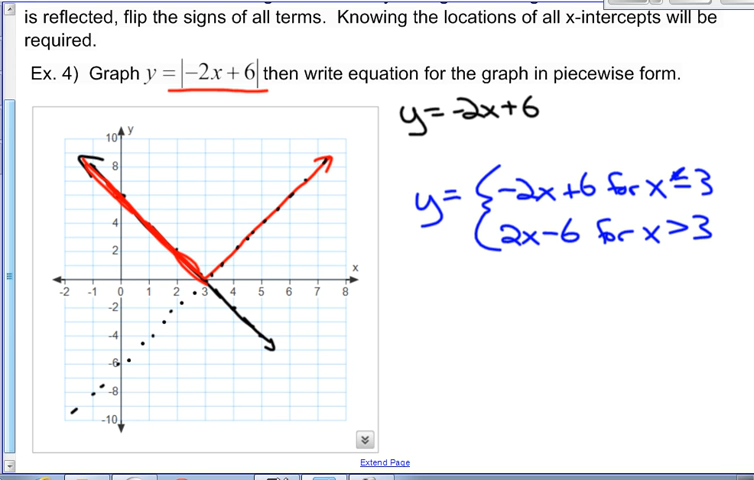 is reflected, flip the signs of all terms. Knowing the locations of all x-intercepts will be
required.
Ex. 4) Graph y = |−2x + 6| then write equation for the graph in piecewise form.
y = -2x+6
y = { -2x+6 for x ≤ 3
2x-6 for x > 3
y
10
8
6
4
2
x
-2 -1 0 1 2 3 4 5 6 7 8
-2
-4
-6
-8
-10
Extend Page